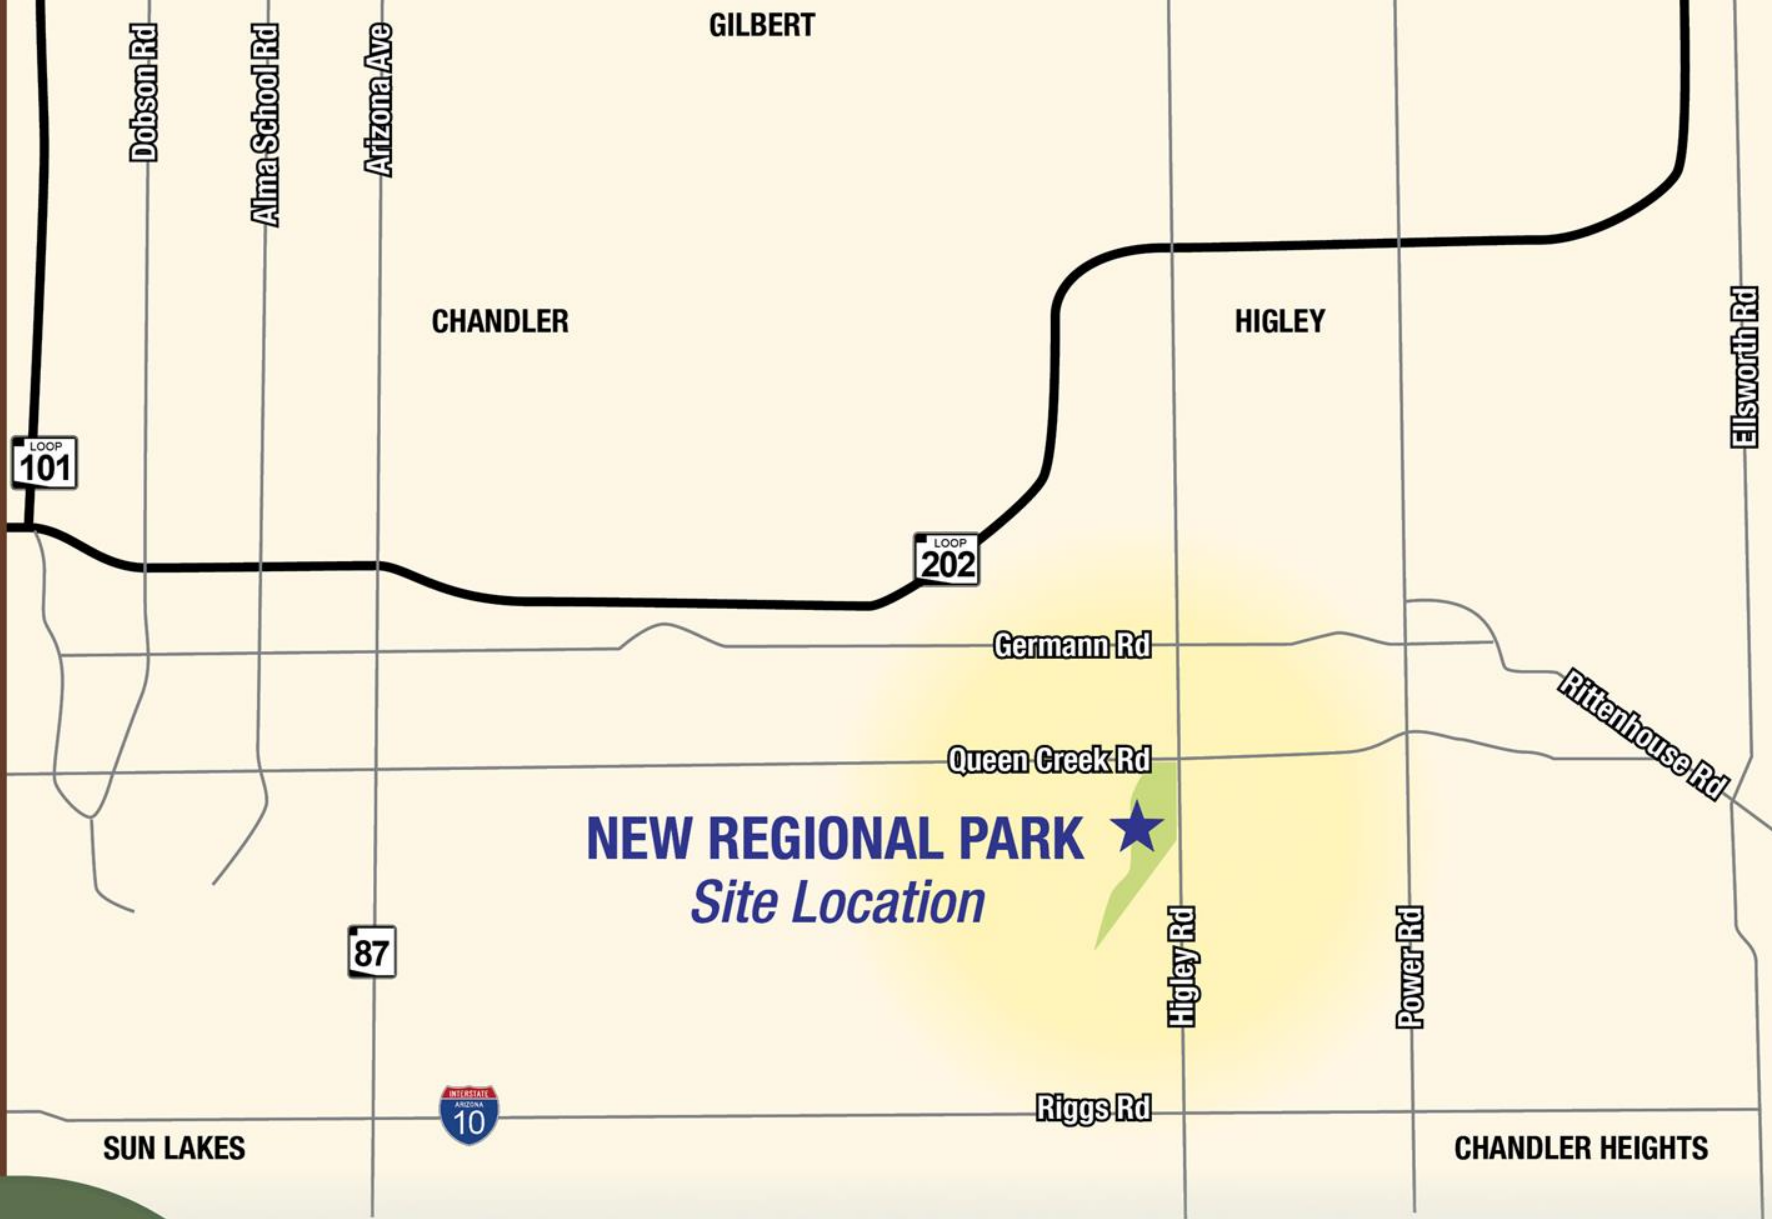 GILBERT
Dobson Rd
Alma School Rd
Arizona Ave
CHANDLER
HIGLEY
Ellsworth Rd
LOOP
101
LOOP
202
Germann Rd
Rittenhouse Rd
Queen Creek Rd
NEW REGIONAL PARK
Site Location
87
Higley Rd
Power Rd
INTERSTATE
ARIZONA
10
Riggs Rd
SUN LAKES
CHANDLER HEIGHTS